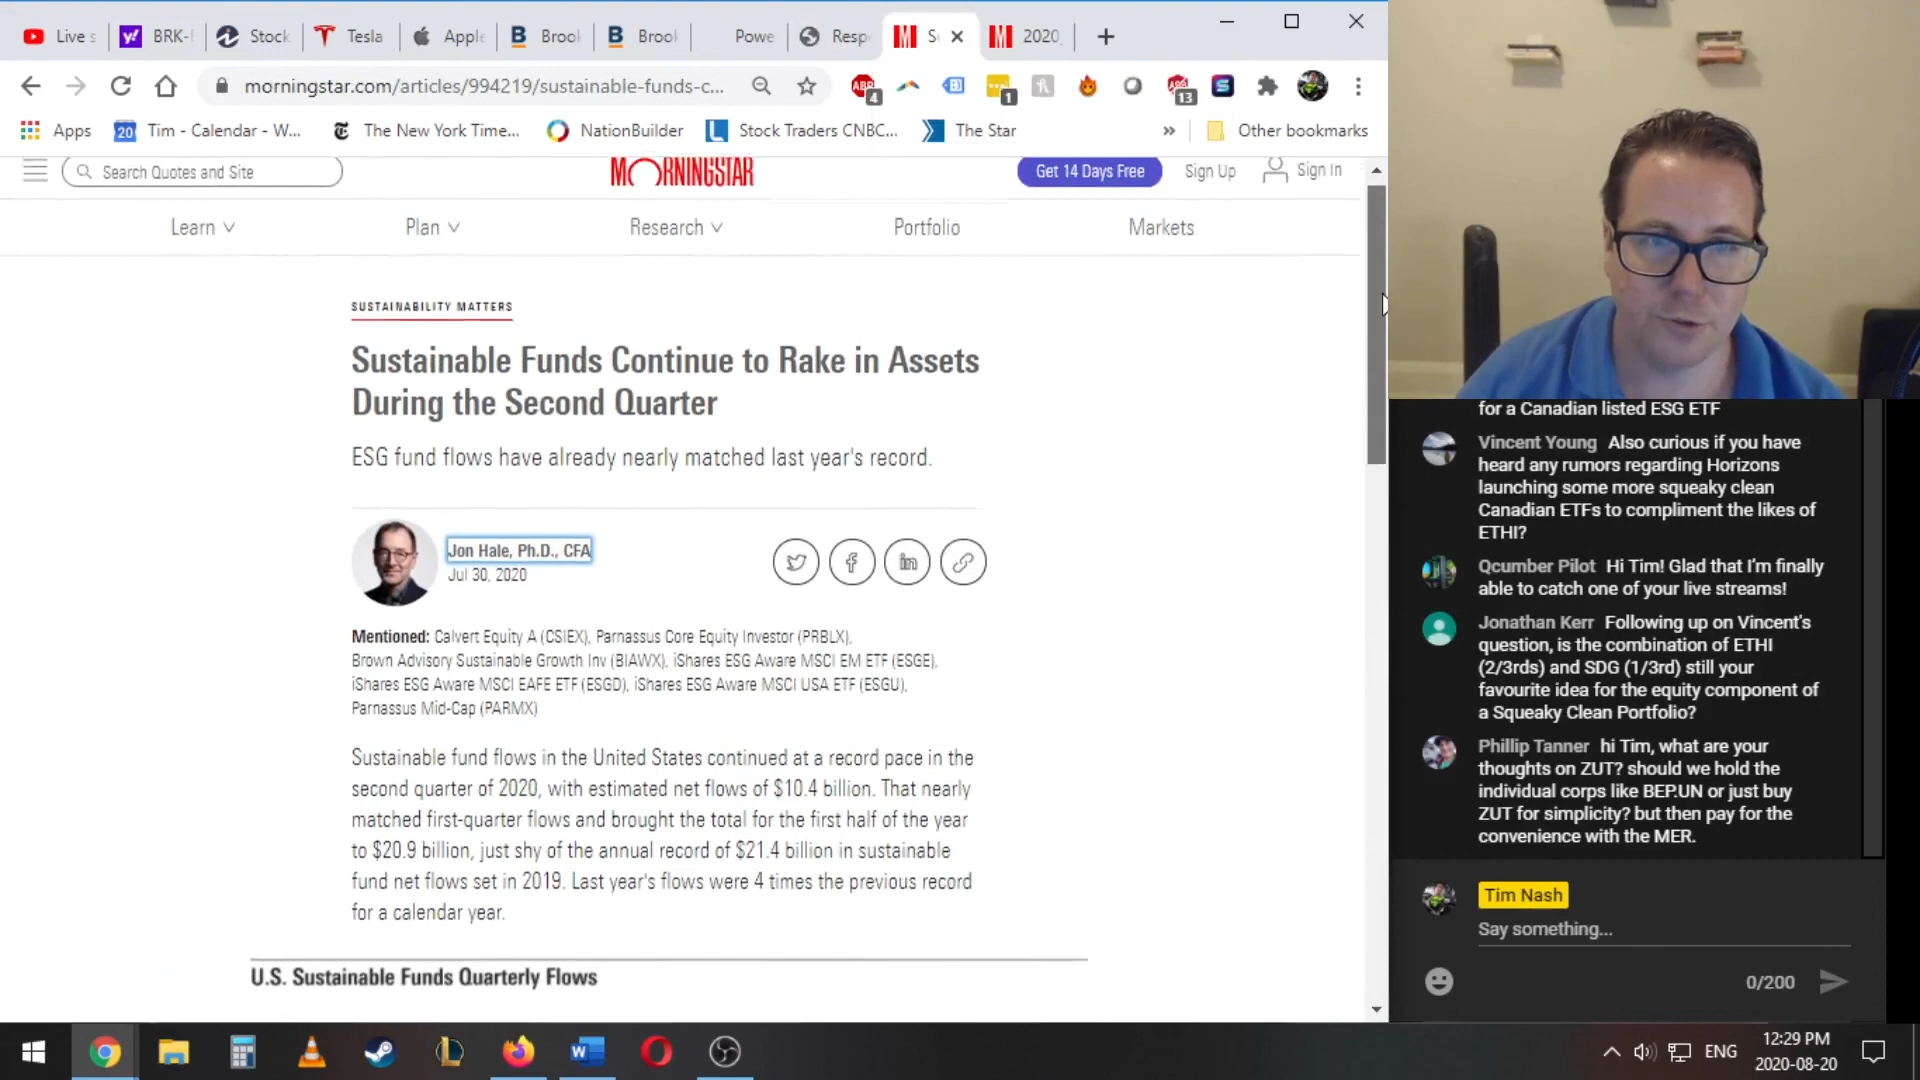 Live s
BRK-
Stock
Tesla
Apple
Brook
Brook
Powe
Resp
S
2020
morningstar.com/articles/994219/sustainable-funds-c...
4
1
13
Apps
Tim - Calendar - W...
The New York Time...
NationBuilder
Stock Traders CNBC...
The Star
»
Other bookmarks
Search Quotes and Site
MORNINGSTAR
Get 14 Days Free
Sign Up
Sign In
Learn
Plan
Research
Portfolio
Markets
SUSTAINABILITY MATTERS
Sustainable Funds Continue to Rake in Assets
During the Second Quarter
ESG fund flows have already nearly matched last year's record.
Jon Hale, Ph.D., CFA
Jul 30, 2020
Mentioned: Calvert Equity A (CSIEX), Parnassus Core Equity Investor (PRBLX),
Brown Advisory Sustainable Growth Inv (BIAWX), iShares ESG Aware MSCI EM ETF (ESGE),
iShares ESG Aware MSCI EAFE ETF (ESGD), iShares ESG Aware MSCI USA ETF (ESGU),
Parnassus Mid-Cap (PARMX)
Sustainable fund flows in the United States continued at a record pace in the
second quarter of 2020, with estimated net flows of $10.4 billion. That nearly
matched first-quarter flows and brought the total for the first half of the year
to $20.9 billion, just shy of the annual record of $21.4 billion in sustainable
fund net flows set in 2019. Last year's flows were 4 times the previous record
for a calendar year.
U.S. Sustainable Funds Quarterly Flows
for a Canadian listed ESG ETF
Vincent Young Also curious if you have
heard any rumors regarding Horizons
launching some more squeaky clean
Canadian ETFs to compliment the likes of
ETHI?
Qcumber Pilot Hi Tim! Glad that I'm finally
able to catch one of your live streams!
Jonathan Kerr Following up on Vincent's
question, is the combination of ETHI
(2/3rds) and SDG (1/3rd) still your
favourite idea for the equity component of
a Squeaky Clean Portfolio?
Phillip Tanner hi Tim, what are your
thoughts on ZUT? should we hold the
individual corps like BEP.UN or just buy
ZUT for simplicity? but then pay for the
convenience with the MER.
Tim Nash
Say something...
0/200
ENG
12:29 PM
2020-08-20